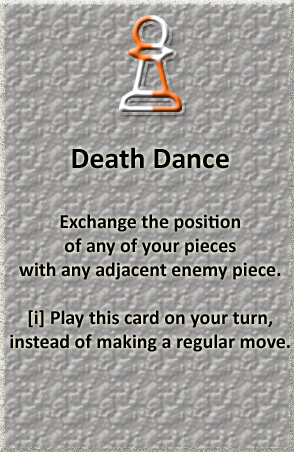 Death Dance
Exchange the position
of any of your pieces
with any adjacent enemy piece.
[i] Play this card on your turn,
instead of making a regular move.